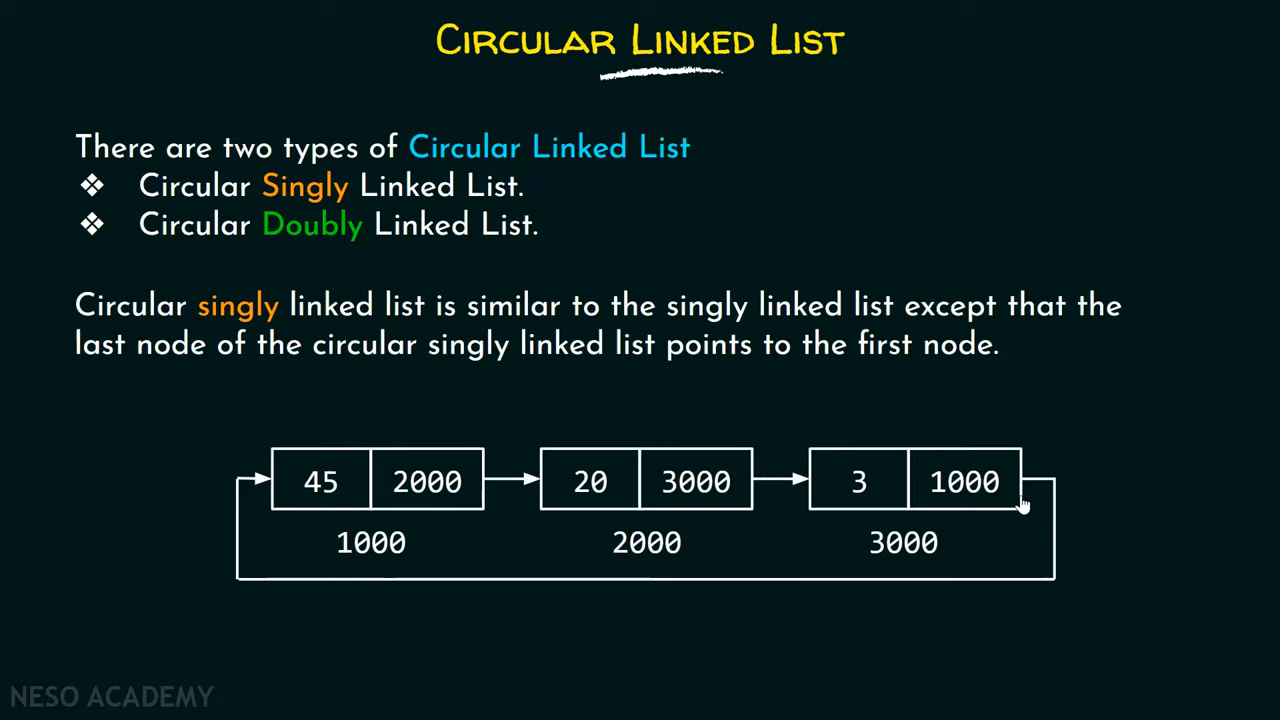 CIRCULAR LINKED LIST
There are two types of Circular Linked List
❖ Circular Singly Linked List.
❖ Circular Doubly Linked List.
Circular singly linked list is similar to the singly linked list except that the
last node of the circular singly linked list points to the first node.
45 2000 20 3000 3 1000
1000 2000 3000
NESO ACADEMY